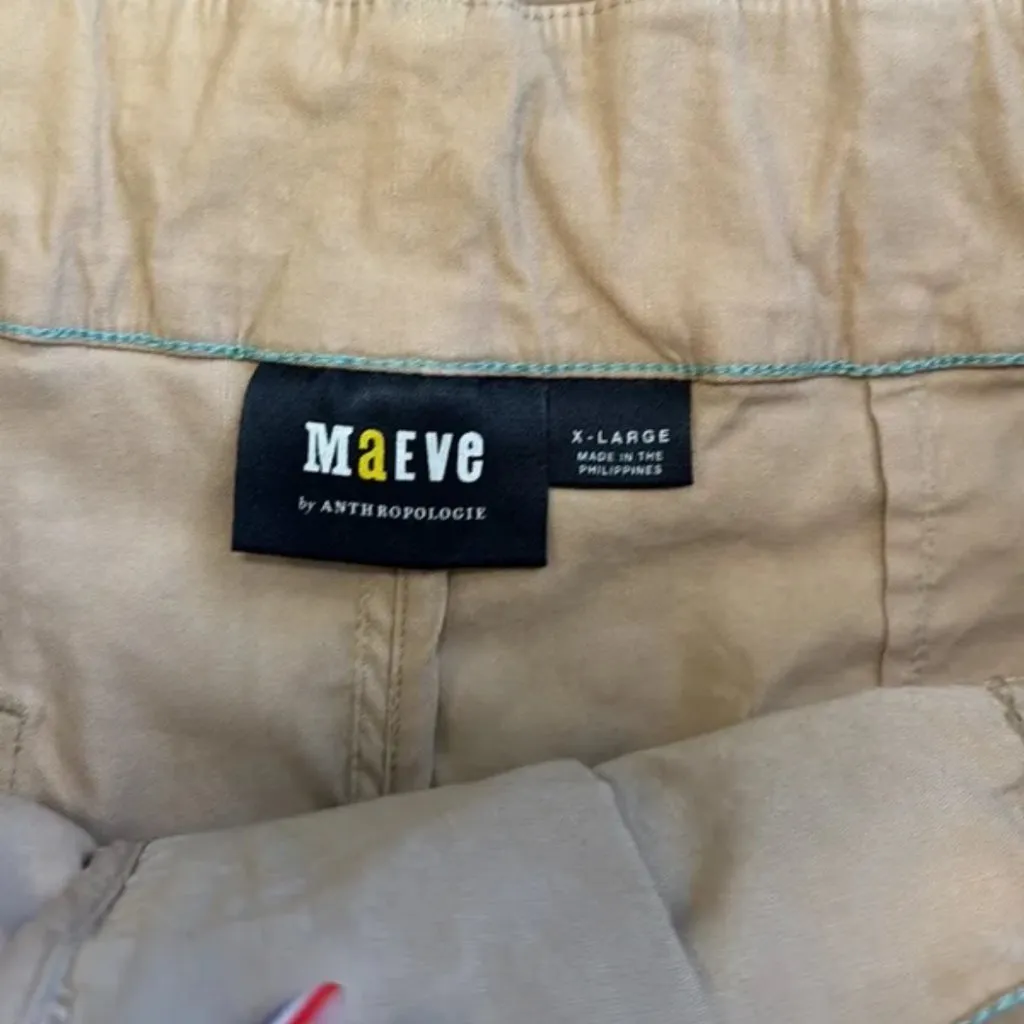 MaEVe
by ANTHROPOLOGIE
X-LARGE
MADE IN THE
PHILIPPINES